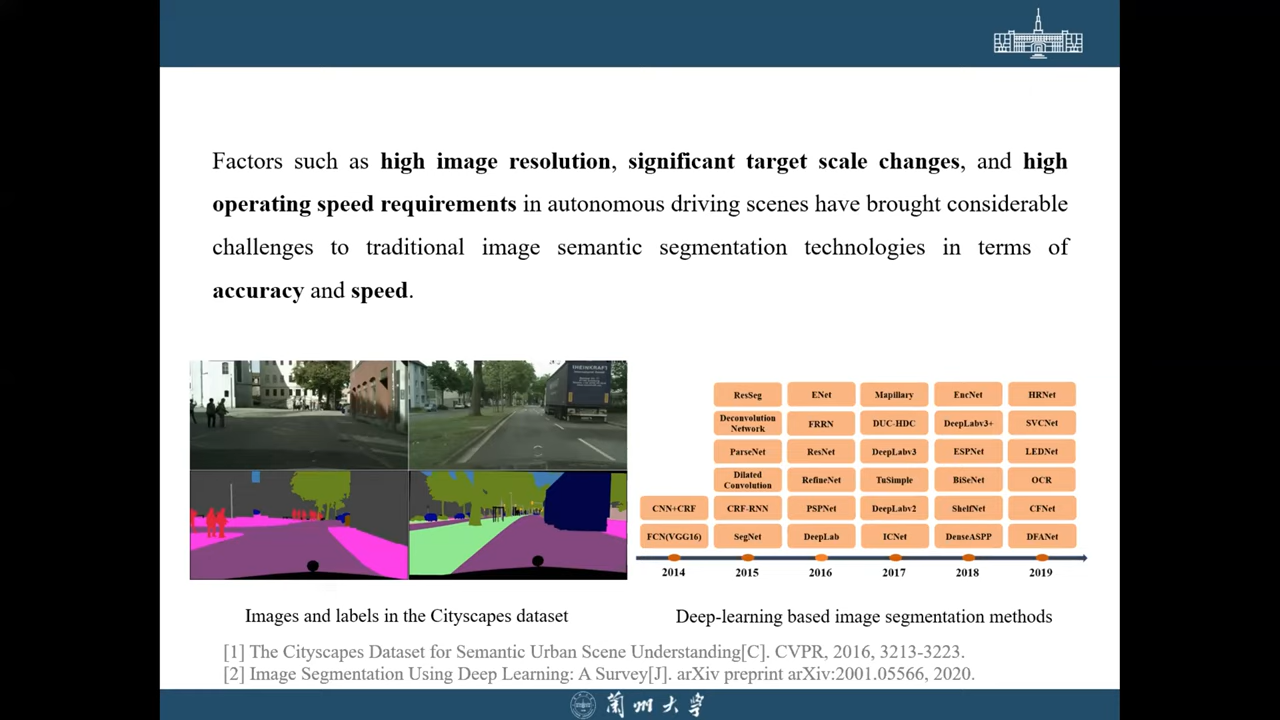 Factors such as high image resolution, significant target scale changes, and high
operating speed requirements in autonomous driving scenes have brought considerable
challenges to traditional image semantic segmentation technologies in terms of
accuracy and speed.
ResSeg
ENet
Mapillary
EncNet
HRNet
Deconvolution
Network
FRRN
DUC-HDC
DeepLabv3+
SVCNet
ParseNet
ResNet
DeepLabv3
ESPNet
LEDNet
Dilated
Convolution
RefineNet
TuSimple
BiSeNet
OCR
CNN+CRF
CRF-RNN
PSPNet
DeepLabv2
ShelfNet
CFNet
FCN(VGG16)
SegNet
DeepLab
ICNet
DenseASPP
DFANet
2014
2015
2016
2017
2018
2019
Images and labels in the Cityscapes dataset
Deep-learning based image segmentation methods
[1] The Cityscapes Dataset for Semantic Urban Scene Understanding[C]. CVPR, 2016, 3213-3223.
[2] Image Segmentation Using Deep Learning: A Survey[J]. arXiv preprint arXiv:2001.05566, 2020.
蘭州大学